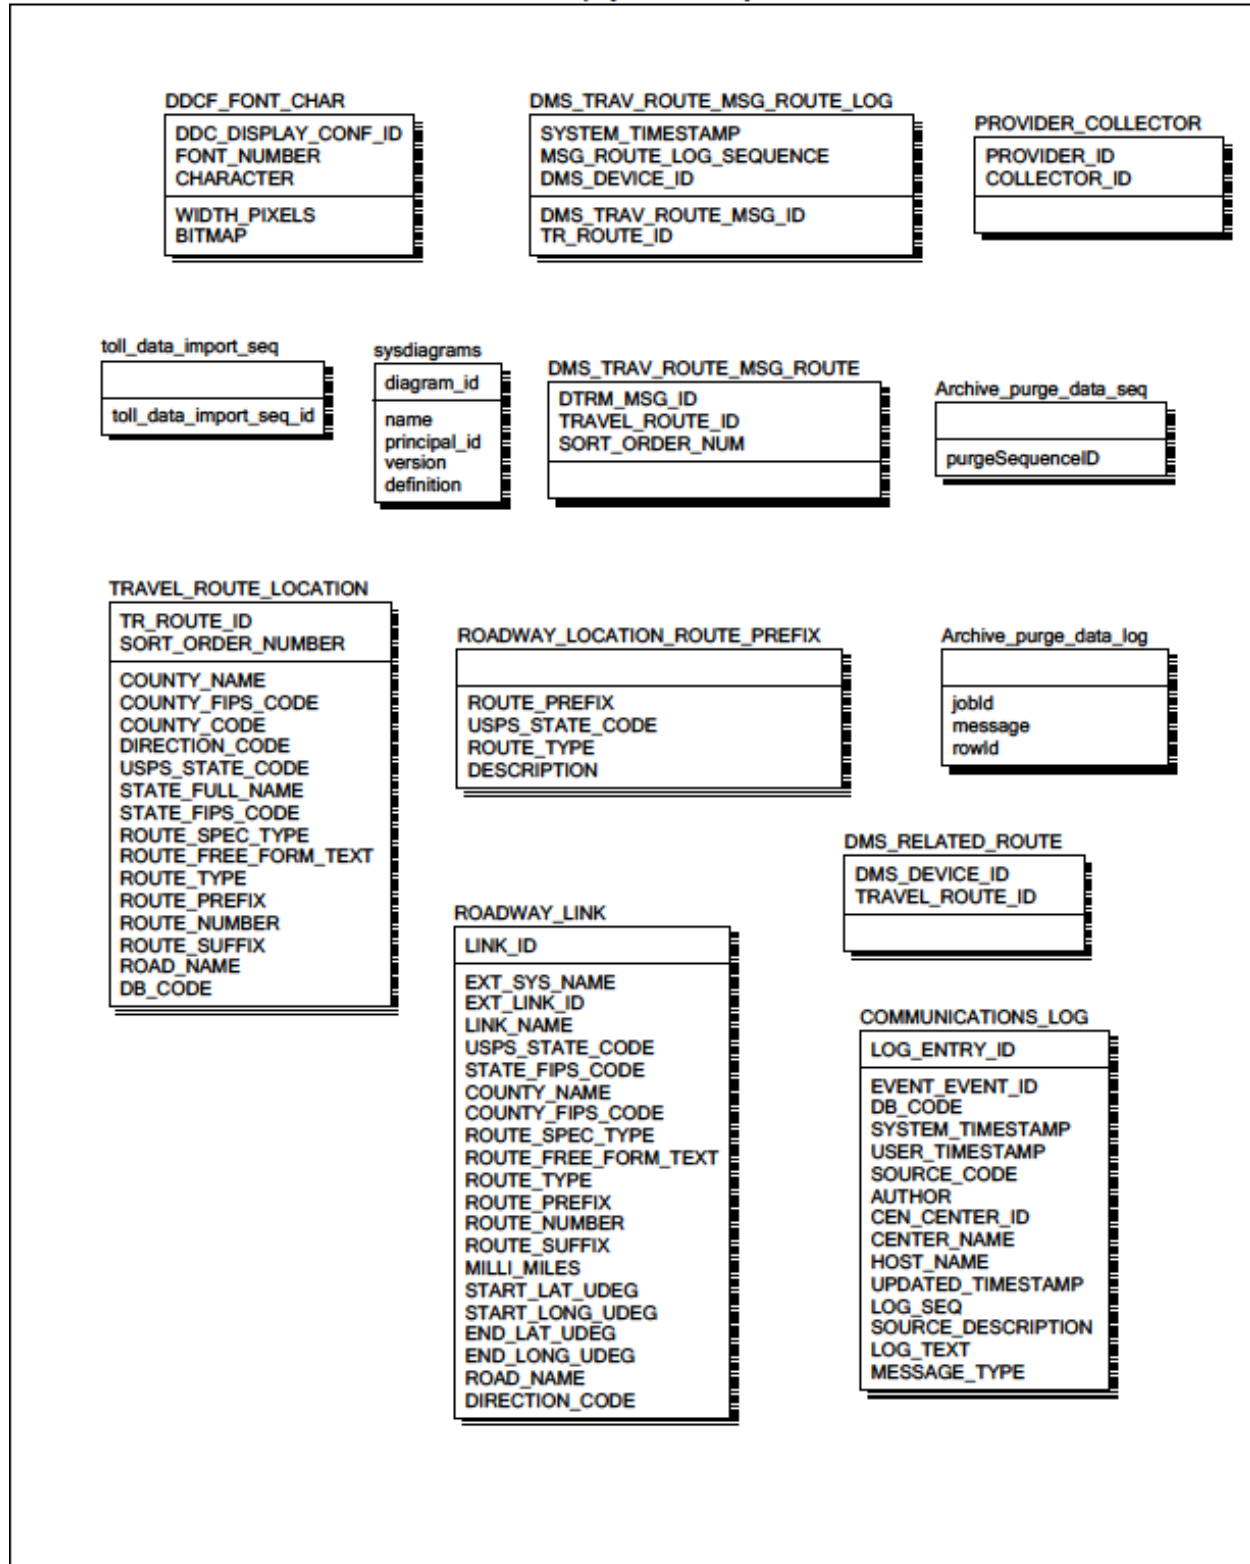 DDCF_FONT_CHAR
DDC_DISPLAY_CONF_ID
FONT_NUMBER
CHARACTER
WIDTH_PIXELS
BITMAP
DMS_TRAV_ROUTE_MSG_ROUTE_LOG
SYSTEM_TIMESTAMP
MSG_ROUTE_LOG_SEQUENCE
DMS_DEVICE_ID
DMS_TRAV_ROUTE_MSG_ID
TR_ROUTE_ID
PROVIDER_COLLECTOR
PROVIDER_ID
COLLECTOR_ID
toll_data_import_seq
toll_data_import_seq_id
sysdiagrams
diagram_id
name
principal_id
version
definition
DMS_TRAV_ROUTE_MSG_ROUTE
DTRM_MSG_ID
TRAVEL_ROUTE_ID
SORT_ORDER_NUM
Archive_purge_data_seq
purgeSequenceID
TRAVEL_ROUTE_LOCATION
TR_ROUTE_ID
SORT_ORDER_NUMBER
COUNTY_NAME
COUNTY_FIPS_CODE
COUNTY_CODE
DIRECTION_CODE
USPS_STATE_CODE
STATE_FULL_NAME
STATE_FIPS_CODE
ROUTE_SPEC_TYPE
ROUTE_FREE_FORM_TEXT
ROUTE_TYPE
ROUTE_PREFIX
ROUTE_NUMBER
ROUTE_SUFFIX
ROAD_NAME
DB_CODE
ROADWAY_LOCATION_ROUTE_PREFIX
ROUTE_PREFIX
USPS_STATE_CODE
ROUTE_TYPE
DESCRIPTION
Archive_purge_data_log
jobId
message
rowId
DMS_RELATED_ROUTE
DMS_DEVICE_ID
TRAVEL_ROUTE_ID
ROADWAY_LINK
LINK_ID
EXT_SYS_NAME
EXT_LINK_ID
LINK_NAME
USPS_STATE_CODE
STATE_FIPS_CODE
COUNTY_NAME
COUNTY_FIPS_CODE
ROUTE_SPEC_TYPE
ROUTE_FREE_FORM_TEXT
ROUTE_TYPE
ROUTE_PREFIX
ROUTE_NUMBER
ROUTE_SUFFIX
MILLI_MILES
START_LAT_UDEG
START_LONG_UDEG
END_LAT_UDEG
END_LONG_UDEG
ROAD_NAME
DIRECTION_CODE
COMMUNICATIONS_LOG
LOG_ENTRY_ID
EVENT_EVENT_ID
DB_CODE
SYSTEM_TIMESTAMP
USER_TIMESTAMP
SOURCE_CODE
AUTHOR
CEN_CENTER_ID
CENTER_NAME
HOST_NAME
UPDATED_TIMESTAMP
LOG_SEQ
SOURCE_DESCRIPTION
LOG_TEXT
MESSAGE_TYPE